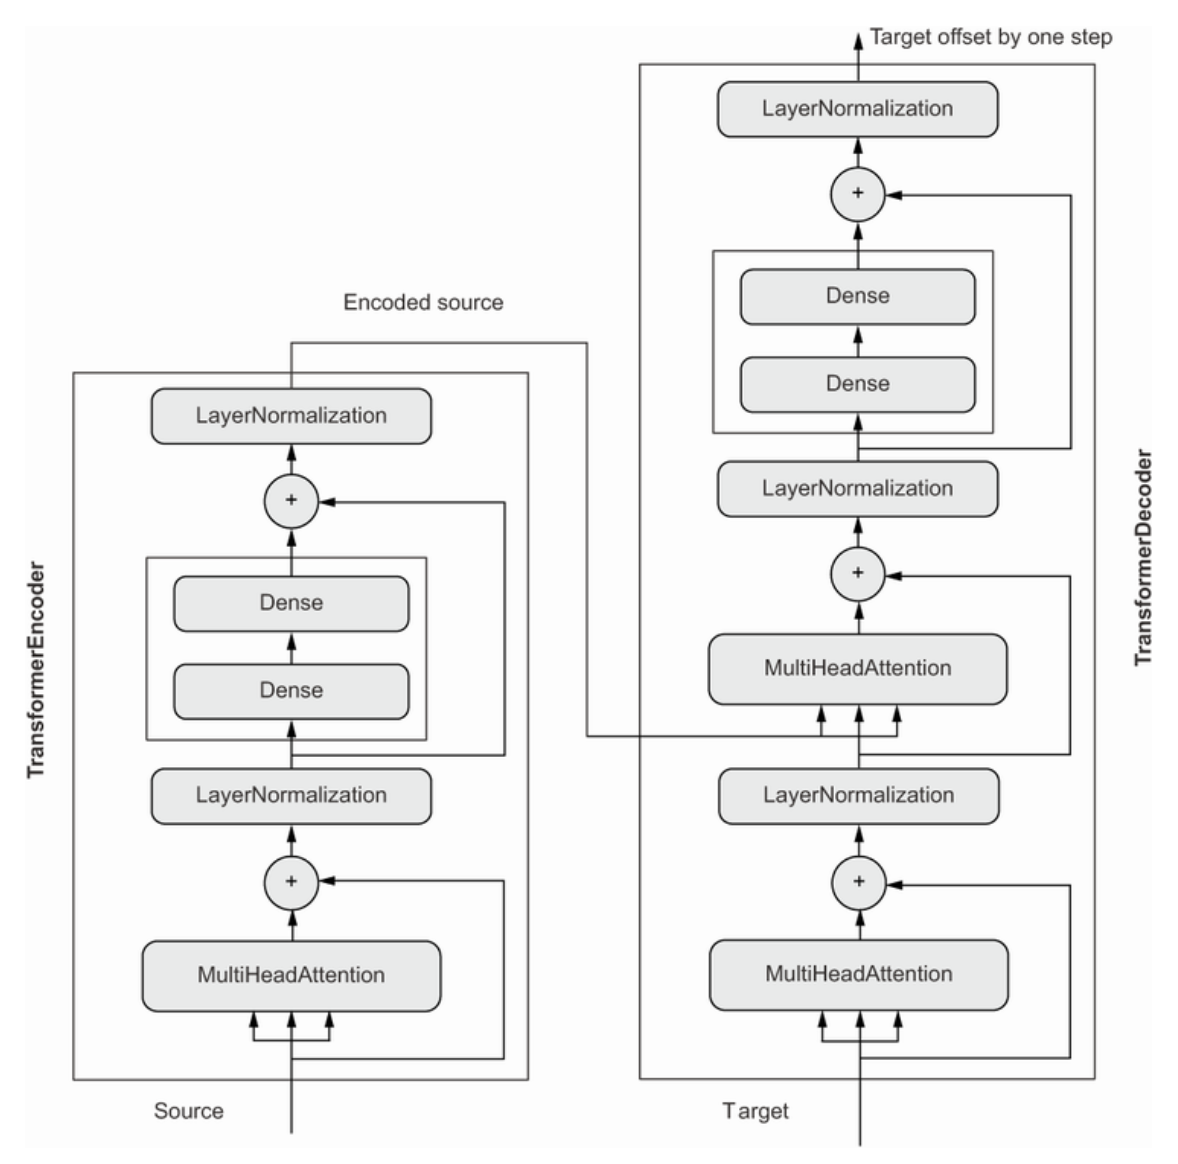 Target offset by one step
LayerNormalization
+
Dense
Dense
LayerNormalization
+
MultiHeadAttention
LayerNormalization
+
MultiHeadAttention
Target
TransformerDecoder
Encoded source
LayerNormalization
+
Dense
Dense
LayerNormalization
+
MultiHeadAttention
Source
TransformerEncoder